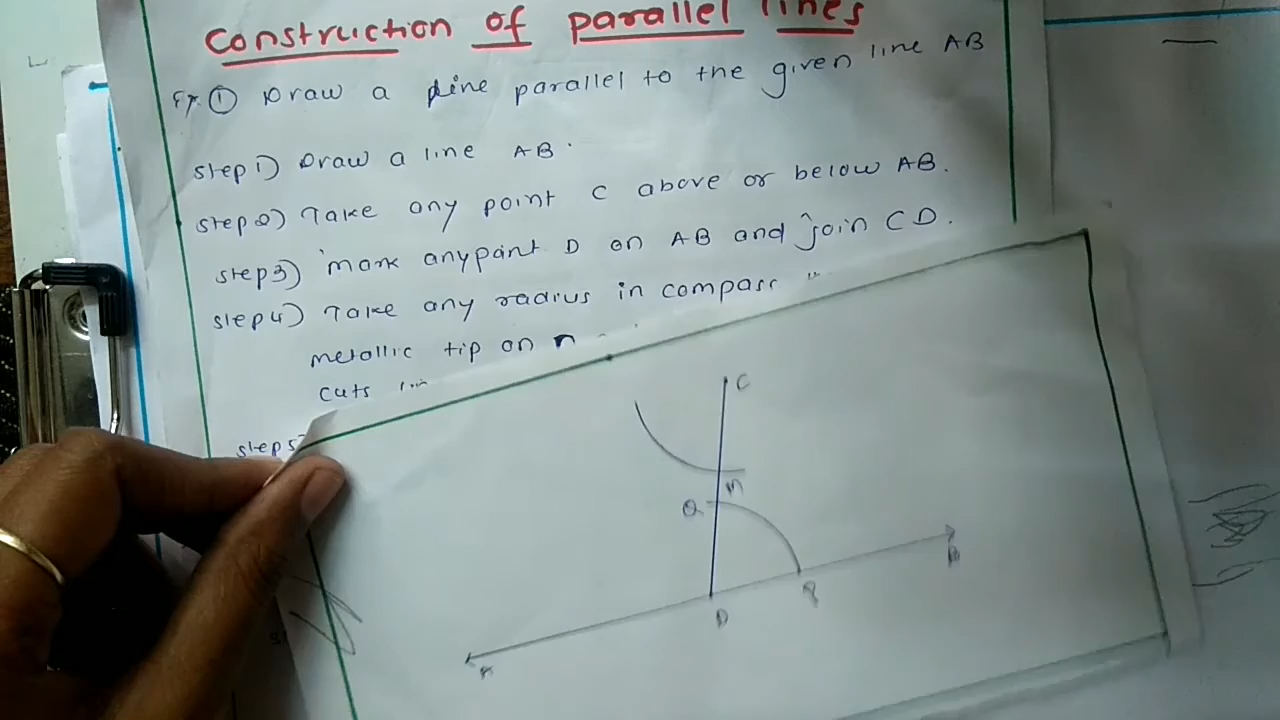 construction of parallel lines
① Draw a line parallel to the given line AB
step 1) Draw a line AB.
step 2) Take any point C above or below AB.
step 3) mark any point D on AB and join CD.
step 4) Take any radius in compass
metallic tip on
cuts
step 5
C
M
Q
B
P
D
A